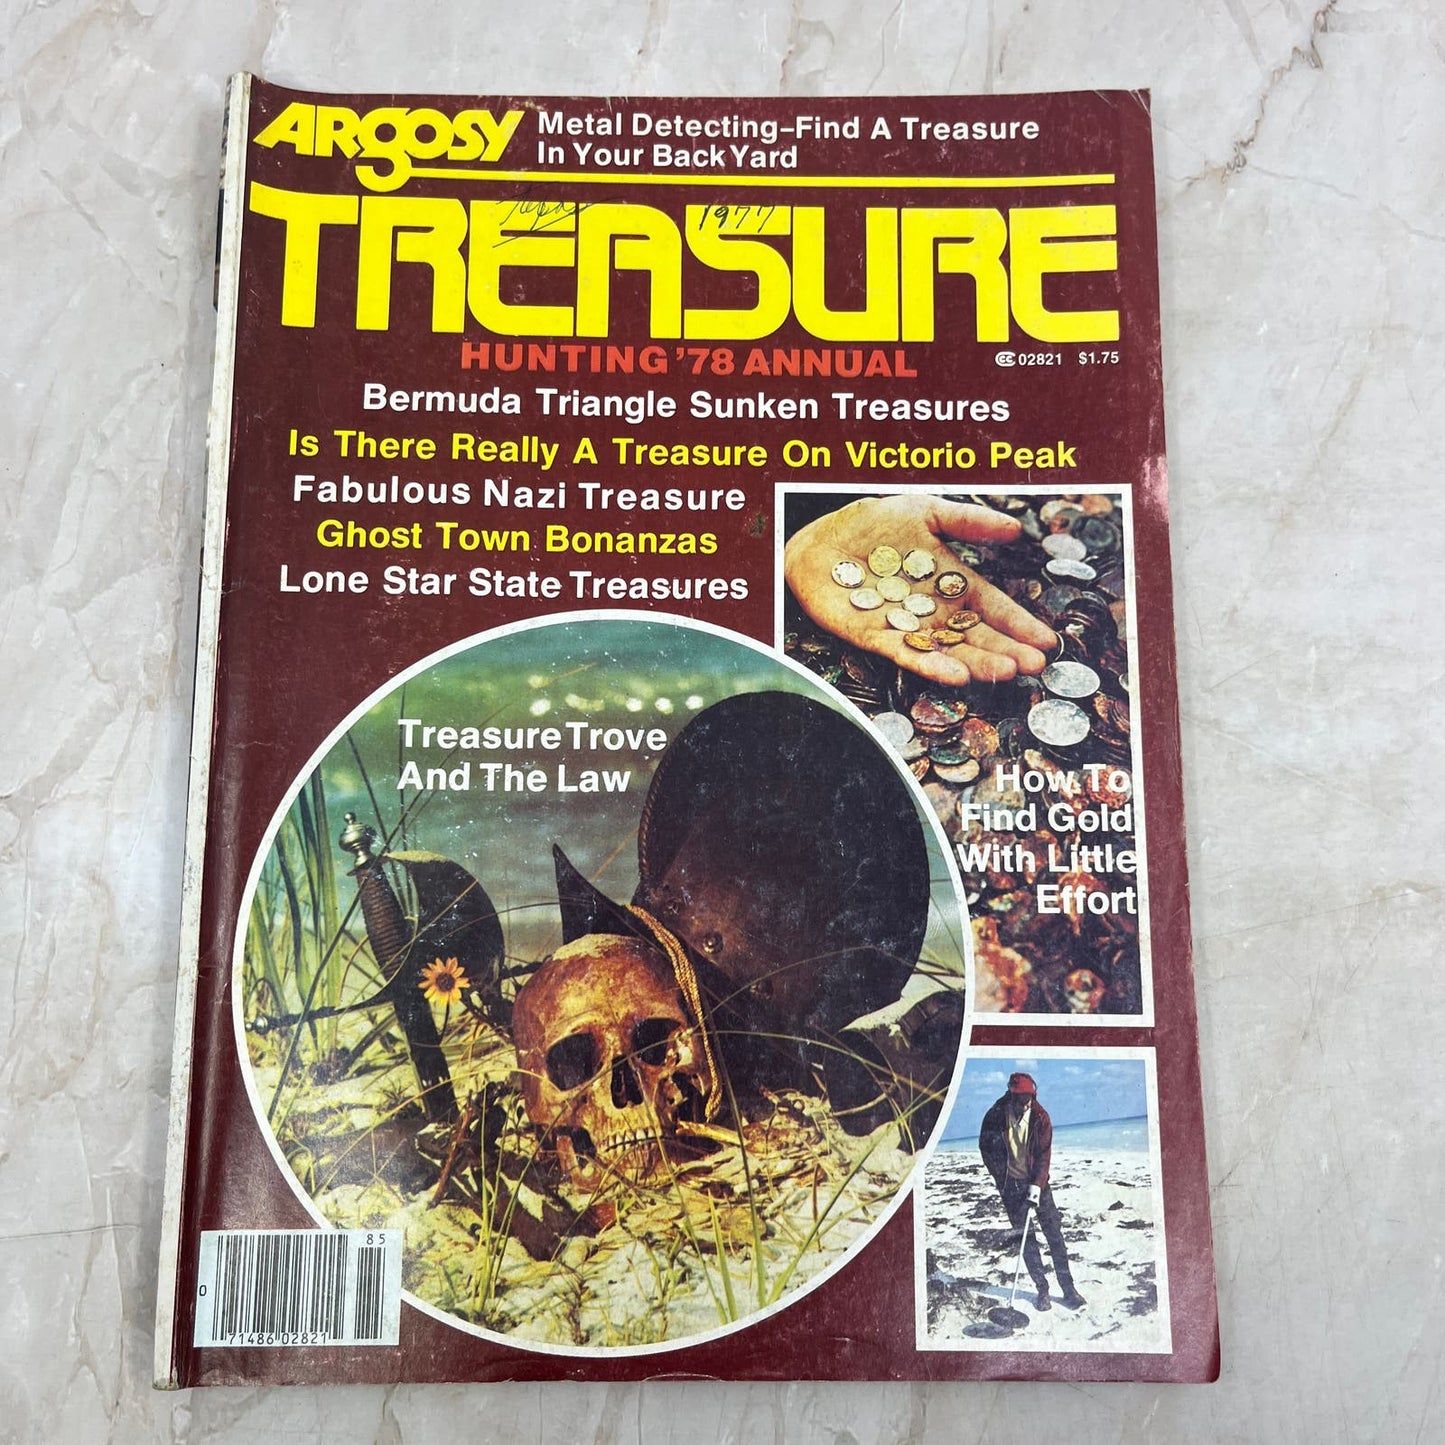 ARGOSY
Metal Detecting-Find A Treasure
In Your Back Yard
TREASURE
1977
HUNTING '78 ANNUAL
CC 02821 $1.75
Bermuda Triangle Sunken Treasures
Is There Really A Treasure On Victorio Peak
Fabulous Nazi Treasure
Ghost Town Bonanzas
Lone Star State Treasures
Treasure Trove
And The Law
How To
Find Gold
With Little
Effort
85
0
71486 02821